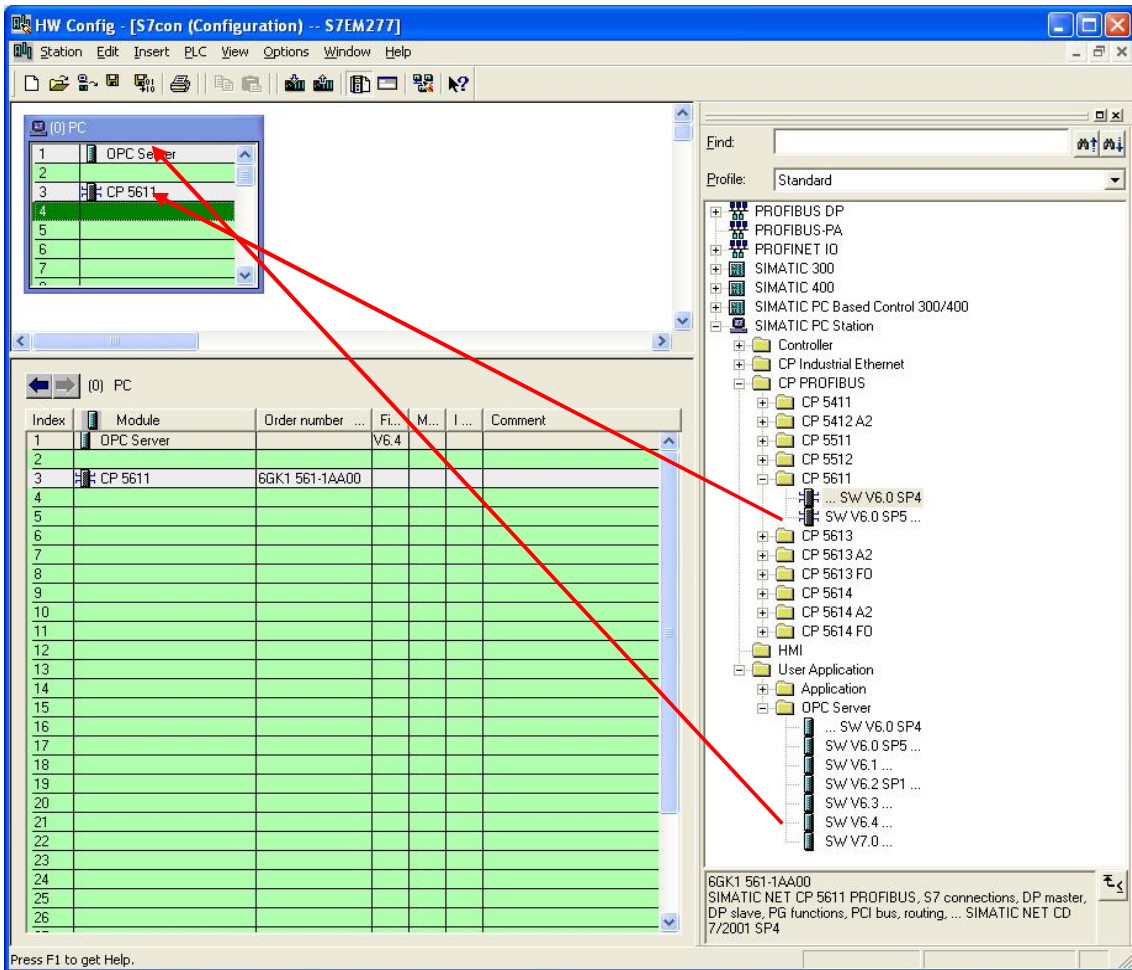 HW Config - [S7con (Configuration) -- S7EM277]
Station Edit Insert PLC View Options Window Help
(0) PC
1 OPC Server
2
3 CP 5611
4
5
6
7
Find:
Profile: Standard
PROFIBUS DP
PROFIBUS-PA
PROFINET IO
SIMATIC 300
SIMATIC 400
SIMATIC PC Based Control 300/400
SIMATIC PC Station
Controller
CP Industrial Ethernet
CP PROFIBUS
CP 5411
CP 5412 A2
CP 5511
CP 5512
CP 5611
... SW V6.0 SP4
SW V6.0 SP5 ...
CP 5613
CP 5613 A2
CP 5613 FO
CP 5614
CP 5614 A2
CP 5614 FO
HMI
User Application
Application
OPC Server
... SW V6.0 SP4
SW V6.0 SP5 ...
SW V6.1 ...
SW V6.2 SP1 ...
SW V6.3 ...
SW V6.4 ...
SW V7.0 ...
6GK1 561-1AA00
SIMATIC NET CP 5611 PROFIBUS, S7 connections, DP master,
DP slave, PG functions, PCI bus, routing, ... SIMATIC NET CD
7/2001 SP4
(0) PC
Index Module Order number ... Fi... M... I ... Comment
1 OPC Server V6.4
2
3 CP 5611 6GK1 561-1AA00
4
5
6
7
8
9
10
11
12
13
14
15
16
17
18
19
20
21
22
23
24
25
26
Press F1 to get Help.